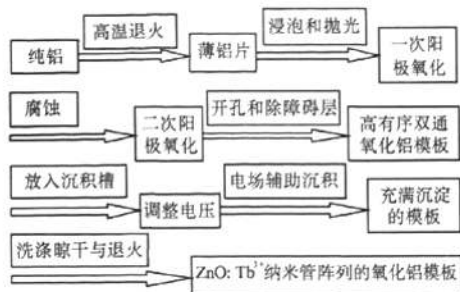 高温退火
浸泡和抛光
纯铝
薄铝片
一次阳
极氧化
腐蚀
开孔和除障碍层
二次阳
极氧化
高有序双通
氧化铝模板
放入沉积槽
电场辅助沉积
调整电压
充满沉淀
的模板
洗涤晾干与退火
ZnO: Tb³⁺纳米管阵列的氧化铝模板